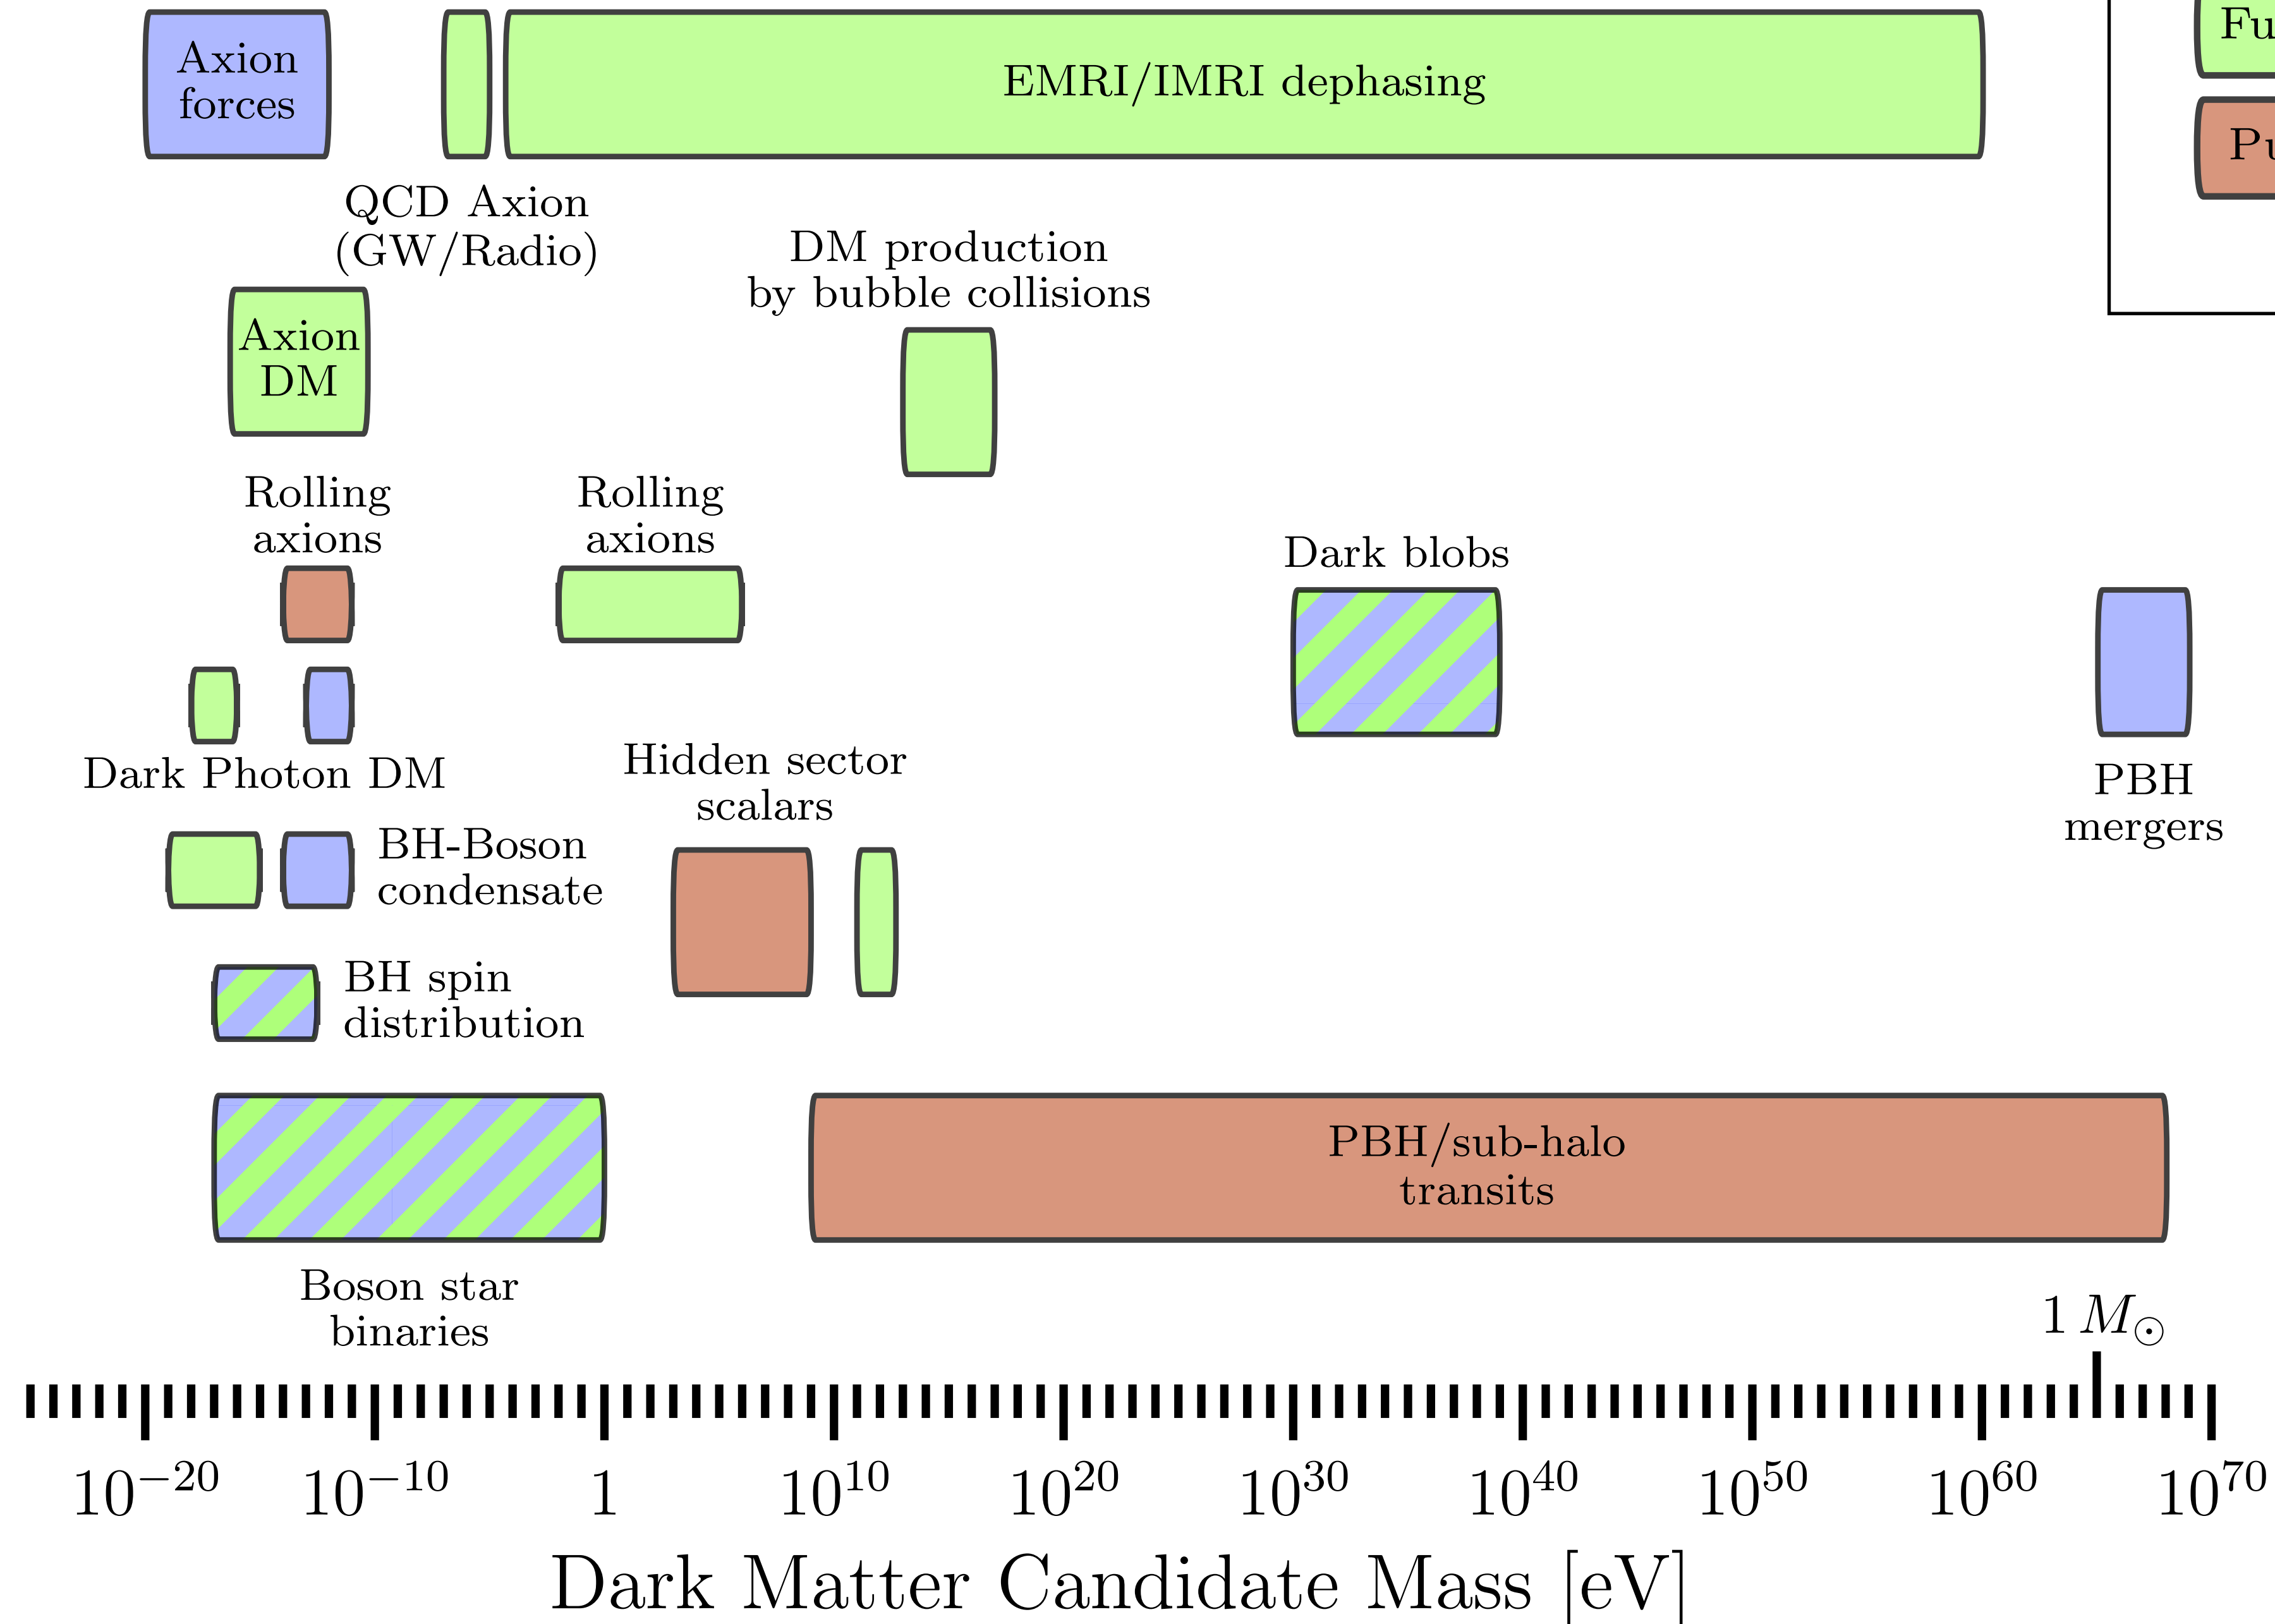 Axion
forces
EMRI/IMRI dephasing
QCD Axion
(GW/Radio)
DM production
by bubble collisions
Axion
DM
Rolling
axions
Rolling
axions
Dark blobs
Dark Photon DM
Hidden sector
scalars
PBH
mergers
BH-Boson
condensate
BH spin
distribution
PBH/sub-halo
transits
Boson star
binaries
1 M☉
10⁻²⁰ 10⁻¹⁰ 1 10¹⁰ 10²⁰ 10³⁰ 10⁴⁰ 10⁵⁰ 10⁶⁰ 10⁷⁰
Dark Matter Candidate Mass [eV]